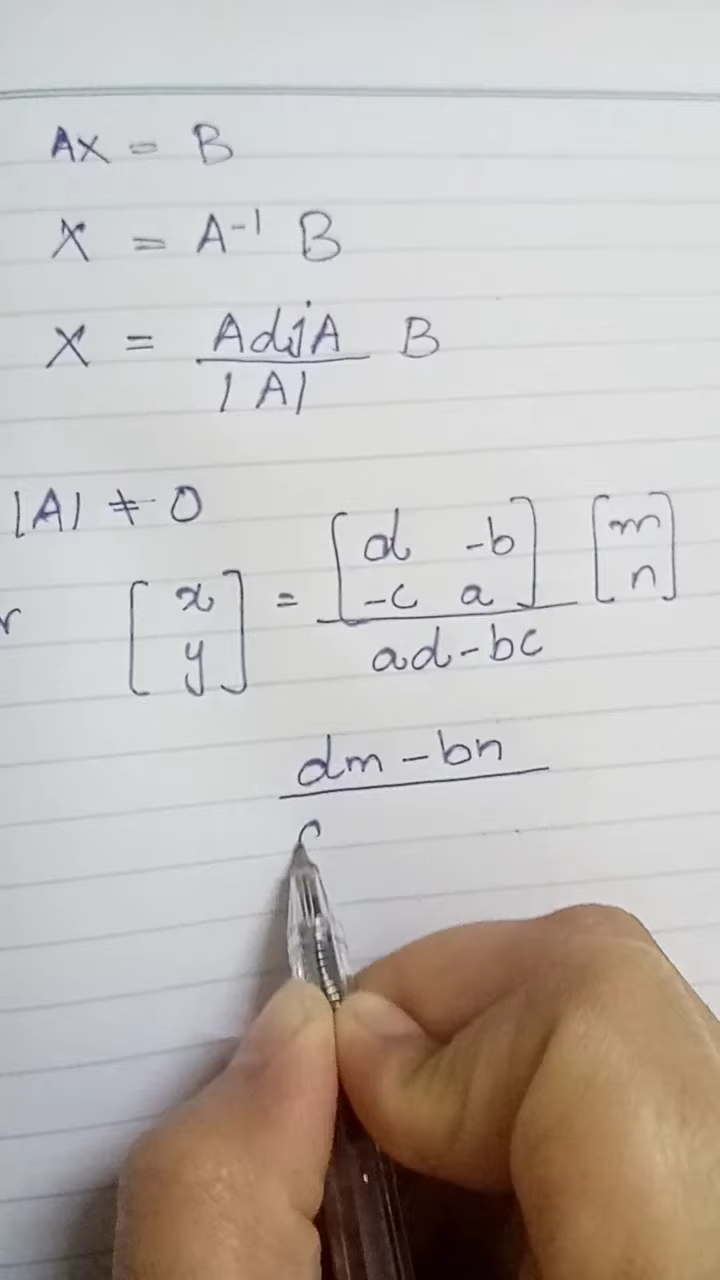 AX = B
X = A⁻¹ B
X = AdjA / |A| B
|A| ≠ 0
[x y] = [d -b -c a] / ad-bc [m n]
dm - bn